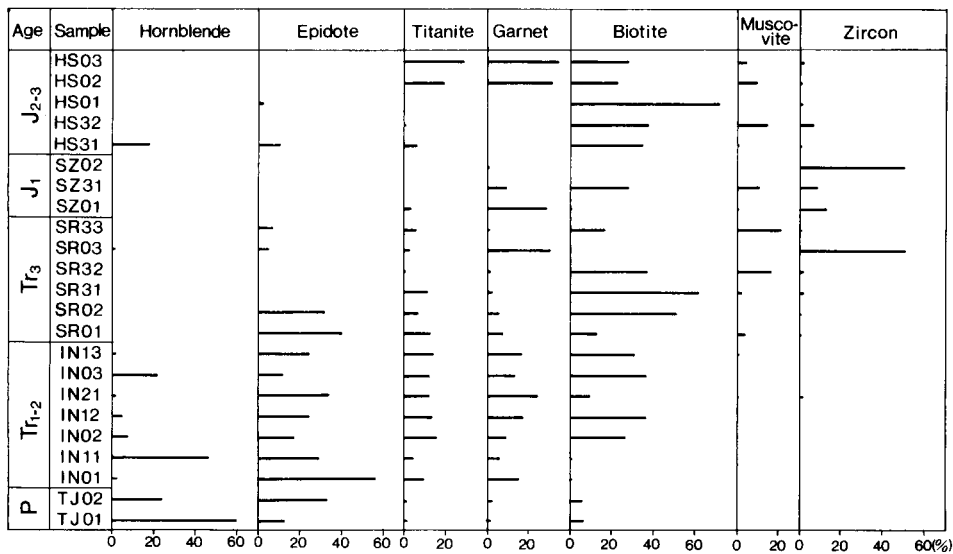 Age Sample Hornblende Epidote Titanite Garnet Biotite Musco-vite Zircon
J2-3
HS03
HS02
HS01
HS32
HS31
J1
SZ02
SZ31
SZ01
Tr3
SR33
SR03
SR32
SR31
SR02
SR01
Tr1-2
IN13
IN03
IN21
IN12
IN02
IN11
IN01
P
TJ02
TJ01
0 20 40 60 0 20 40 60 0 20 0 20 0 20 40 60 0 20 0 20 40 60(%)